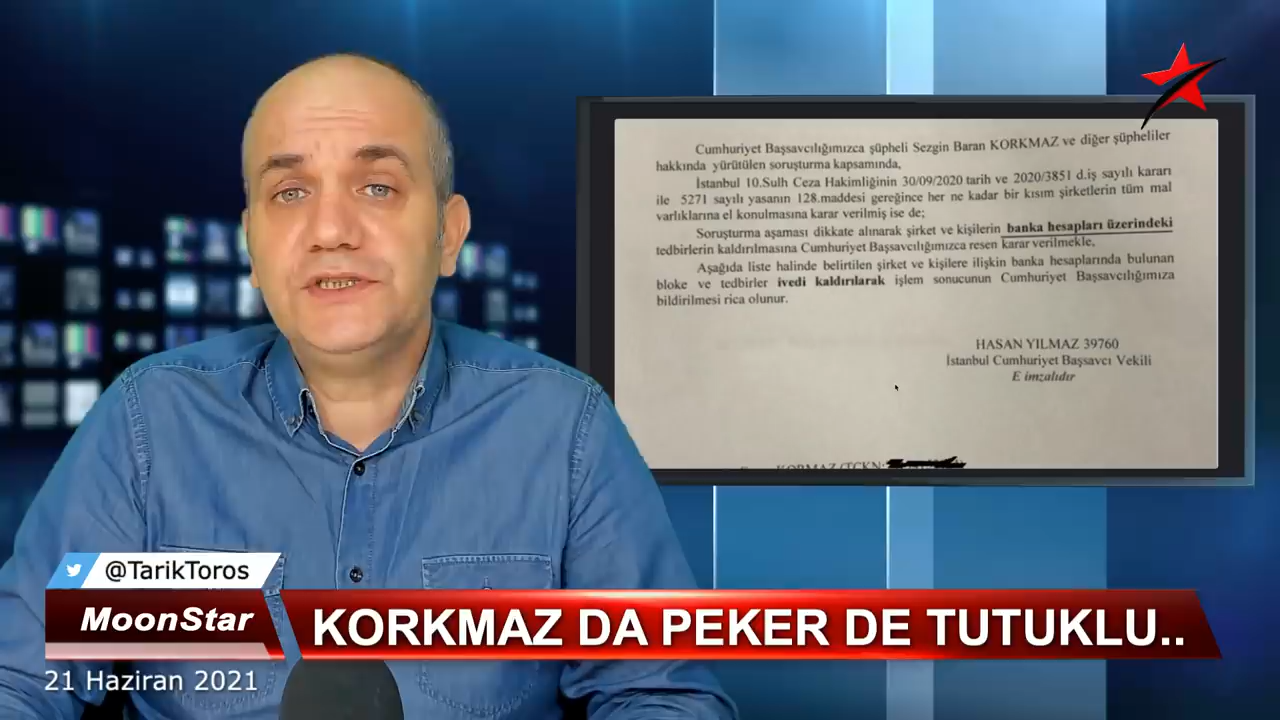 Cumhuriyet Başsavcılığımızca şüpheli Sezgin Baran KORKMAZ ve diğer şüpheliler
hakkında yürütülen soruşturma kapsamında,
İstanbul 10.Sulh Ceza Hakimliğinin 30/09/2020 tarih ve 2020/3851 d.iş sayılı kararı
ile 5271 sayılı yasanın 128.maddesi gereğince her ne kadar bir kısım şirketlerin tüm mal
varlıklarına el konulmasına karar verilmiş ise de;
Soruşturma aşaması dikkate alınarak şirket ve kişilerin banka hesapları üzerindeki
tedbirlerin kaldırılmasına Cumhuriyet Başsavcılığımızca resen karar verilmekle,
Aşağıda liste halinde belirtilen şirket ve kişilere ilişkin banka hesaplarında bulunan
bloke ve tedbirler ivedi kaldırılarak işlem sonucunun Cumhuriyet Başsavcılığımıza
bildirilmesi rica olunur.
HASAN YILMAZ 39760
İstanbul Cumhuriyet Başsavcı Vekili
E imzalıdır
KORMAZ (TCKN:
@TarikToros
MoonStar
KORKMAZ DA PEKER DE TUTUKLU..
21 Haziran 2021